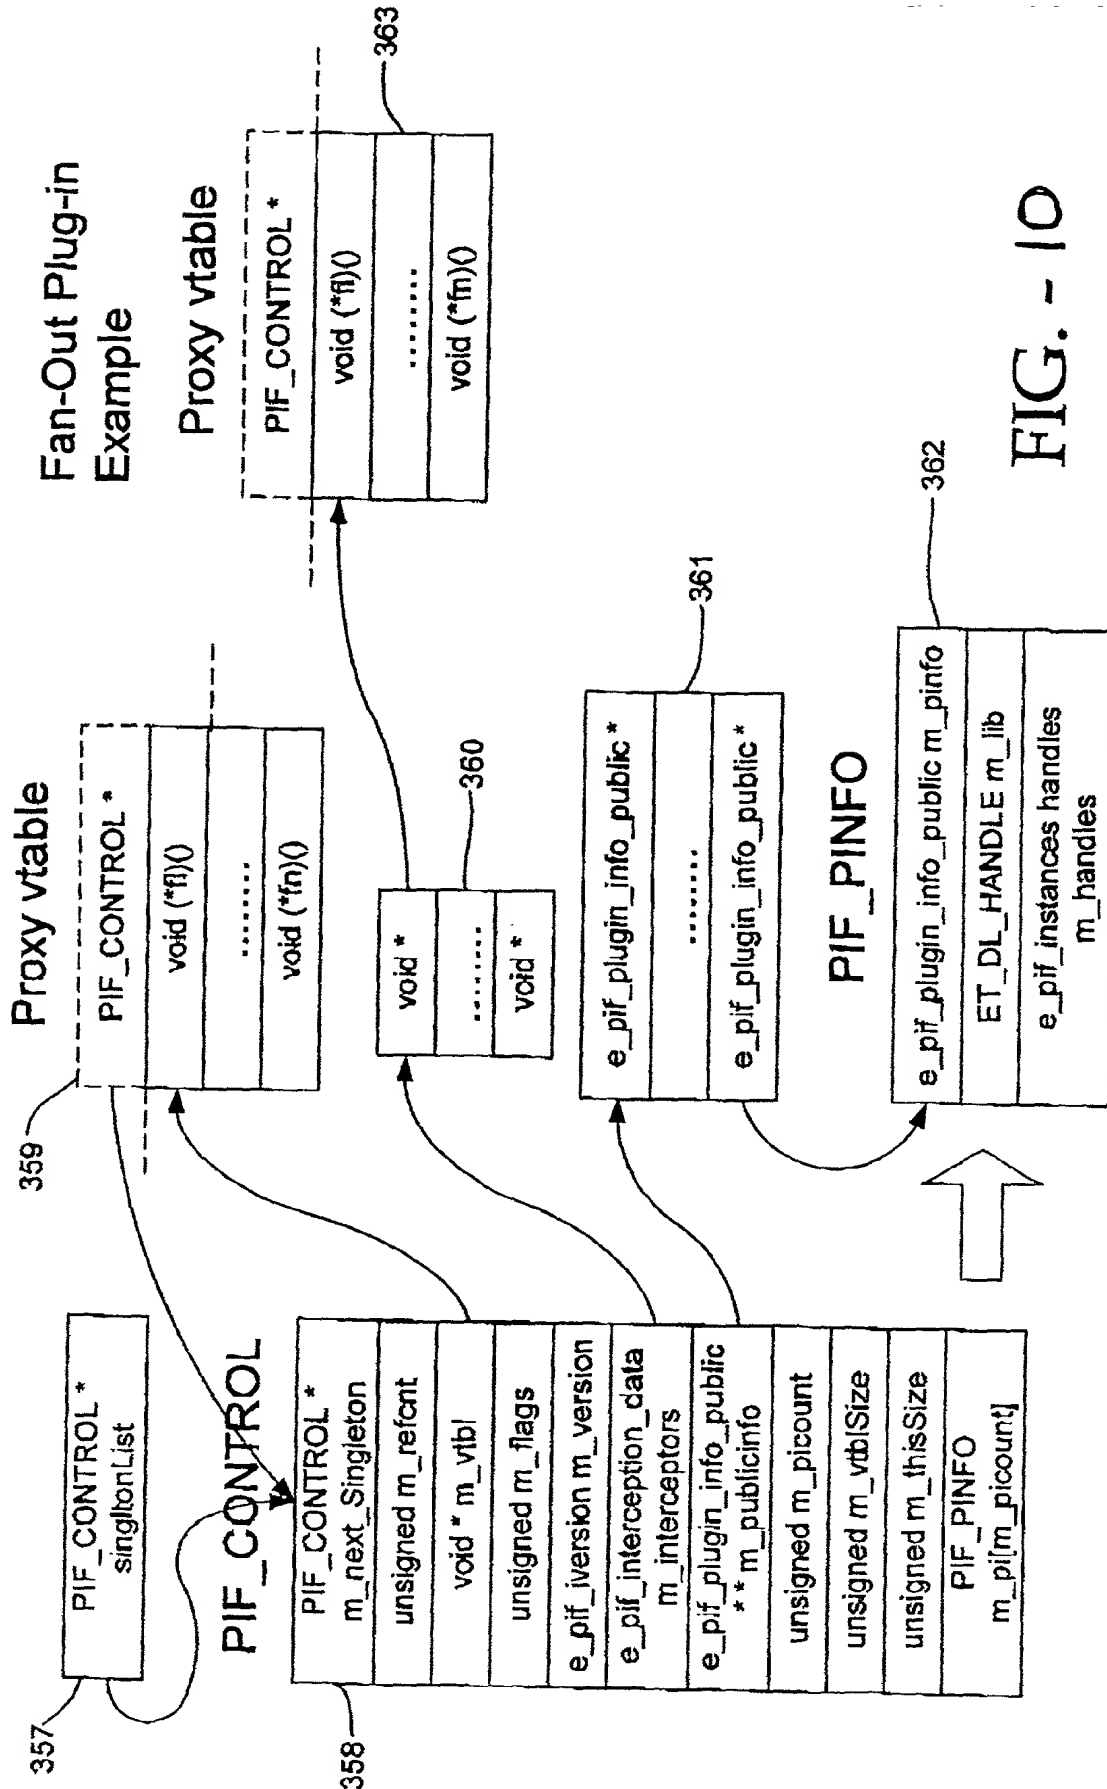 Fan-Out Plug-in
Example
357
PIF_CONTROL *
singltonList
PIF_CONTROL
358
PIF_CONTROL *
m_next_Singleton
unsigned m_refcnt
void * m_vtbl
unsigned m_flags
e_pif_iversion m_version
e_pif_interception_data
m_interceptors
e_pif_plugin_info_public
** m_publicinfo
unsigned m_picount
unsigned m_vtblSize
unsigned m_thisSize
PIF_PINFO
m_pi[m_picount]
359
Proxy vtable
PIF_CONTROL *
void (*fl)()
........
void (*fn)()
360
void *
........
void *
361
e_pif_plugin_info_public *
........
e_pif_plugin_info_public *
PIF_PINFO
362
e_pif_plugin_info_public m_pinfo
ET_DL_HANDLE m_lib
e_pif_instances handles
m_handles
Proxy vtable
363
PIF_CONTROL *
void (*fl)()
........
void (*fn)()
FIG. - 10